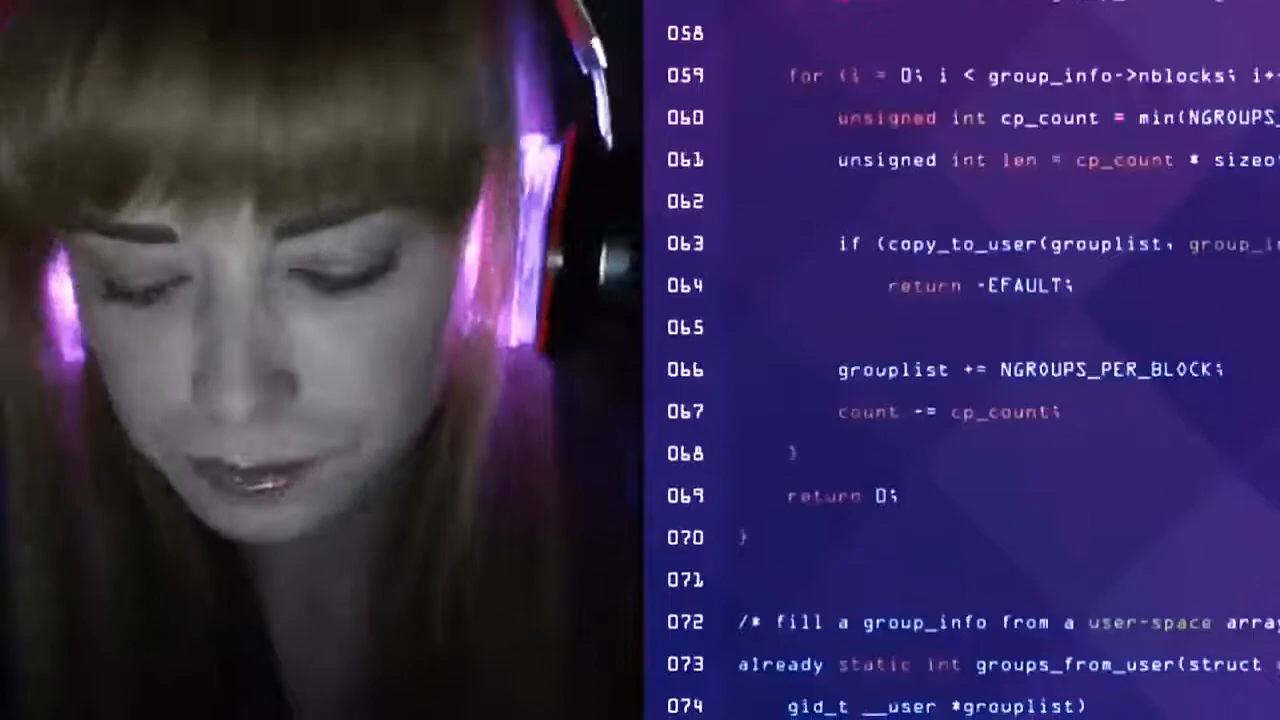 058
059 for (i = 0; i < group_info->nblocks; i+
060 unsigned int cp_count = min(NGROUPS_
061 unsigned int len = cp_count * sizeo
062
063 if (copy_to_user(grouplist, group_i
064 return -EFAULT;
065
066 grouplist += NGROUPS_PER_BLOCK;
067 count -= cp_count;
068 }
069 return 0;
070 }
071
072 /* fill a group_info from a user-space array
073 already static int groups_from_user(struct
074 gid_t __user *grouplist)